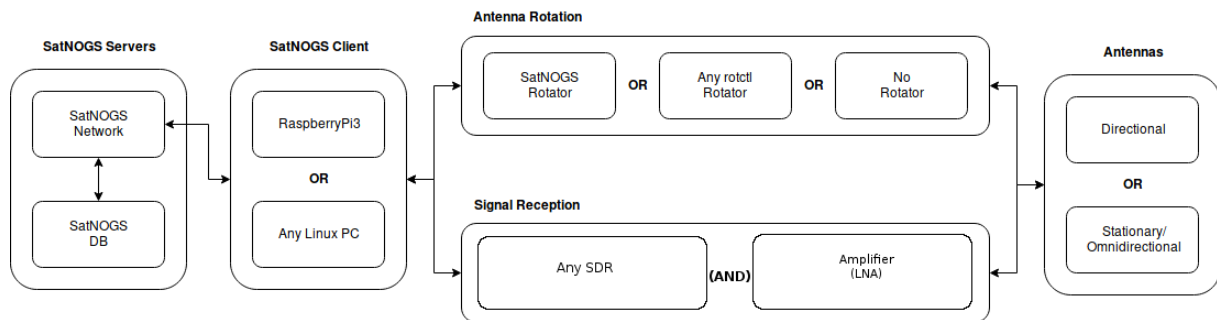 SatNOGS Servers
SatNOGS
Network
SatNOGS
DB
SatNOGS Client
RaspberryPi3
OR
Any Linux PC
Antenna Rotation
SatNOGS
Rotator
OR
Any rotctl
Rotator
OR
No
Rotator
Signal Reception
Any SDR
(AND)
Amplifier
(LNA)
Antennas
Directional
OR
Stationary/
Omnidirectional